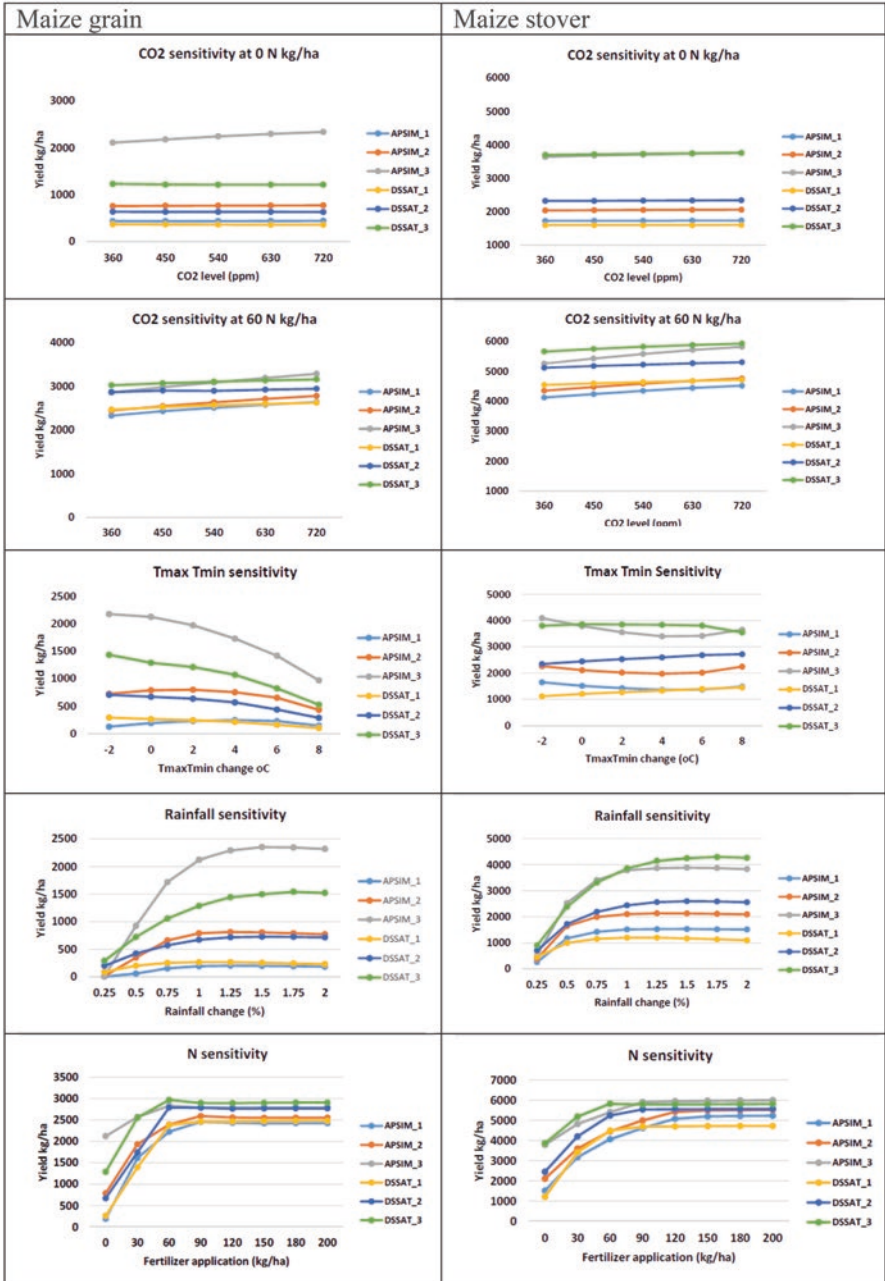 Maize grain
Maize stover
CO2 sensitivity at 0 N kg/ha
3000
2000
1000
0
Yield kg/ha
360 450 540 630 720
CO2 level (ppm)
APSIM_1
APSIM_2
APSIM_3
DSSAT_1
DSSAT_2
DSSAT_3
CO2 sensitivity at 0 N kg/ha
6000
5000
4000
3000
2000
1000
Yield kg/ha
360 450 540 630 720
CO2 level (ppm)
APSIM_1
APSIM_2
APSIM_3
DSSAT_1
DSSAT_2
DSSAT_3
CO2 sensitivity at 60 N kg/ha
4000
3000
2000
1000
0
Yield kg/ha
360 450 540 630 720
CO2 level (ppm)
APSIM_1
APSIM_2
APSIM_3
DSSAT_1
DSSAT_2
DSSAT_3
CO2 sensitivity at 60 N kg/ha
6000
5000
4000
3000
2000
1000
Yield kg/ha
360 450 540 630 720
CO2 level (ppm)
APSIM_1
APSIM_2
APSIM_3
DSSAT_1
DSSAT_2
DSSAT_3
Tmax Tmin sensitivity
2500
2000
1500
1000
500
0
Yield kg/ha
-2 0 2 4 6 8
TmaxTmin change oC
APSIM_1
APSIM_2
APSIM_3
DSSAT_1
DSSAT_2
DSSAT_3
Tmax Tmin Sensitivity
5000
4000
3000
2000
1000
0
Yield kg/ha
-2 0 2 4 6 8
TmaxTmin change (oC)
APSIM_1
APSIM_2
APSIM_3
DSSAT_1
DSSAT_2
DSSAT_3
Rainfall sensitivity
2500
2000
1500
1000
500
0
Yield kg/ha
0.25 0.5 0.75 1 1.25 1.5 1.75 2
Rainfall change (%)
APSIM_1
APSIM_2
APSIM_3
DSSAT_1
DSSAT_2
DSSAT_3
Rainfall sensitivity
5000
4000
3000
2000
1000
0
Yield kg/ha
0.25 0.5 0.75 1 1.25 1.5 1.75 2
Rainfall change (%)
APSIM_1
APSIM_2
APSIM_3
DSSAT_1
DSSAT_2
DSSAT_3
N sensitivity
3500
3000
2500
2000
1500
1000
500
0
Yield kg/ha
0 30 60 90 120 150 180 200
Fertilizer application (kg/ha)
APSIM_1
APSIM_2
APSIM_3
DSSAT_1
DSSAT_2
DSSAT_3
N sensitivity
7000
6000
5000
4000
3000
2000
1000
0
Yield kg/ha
0 30 60 90 120 150 180 200
Fertilizer application (kg/ha)
APSIM_1
APSIM_2
APSIM_3
DSSAT_1
DSSAT_2
DSSAT_3